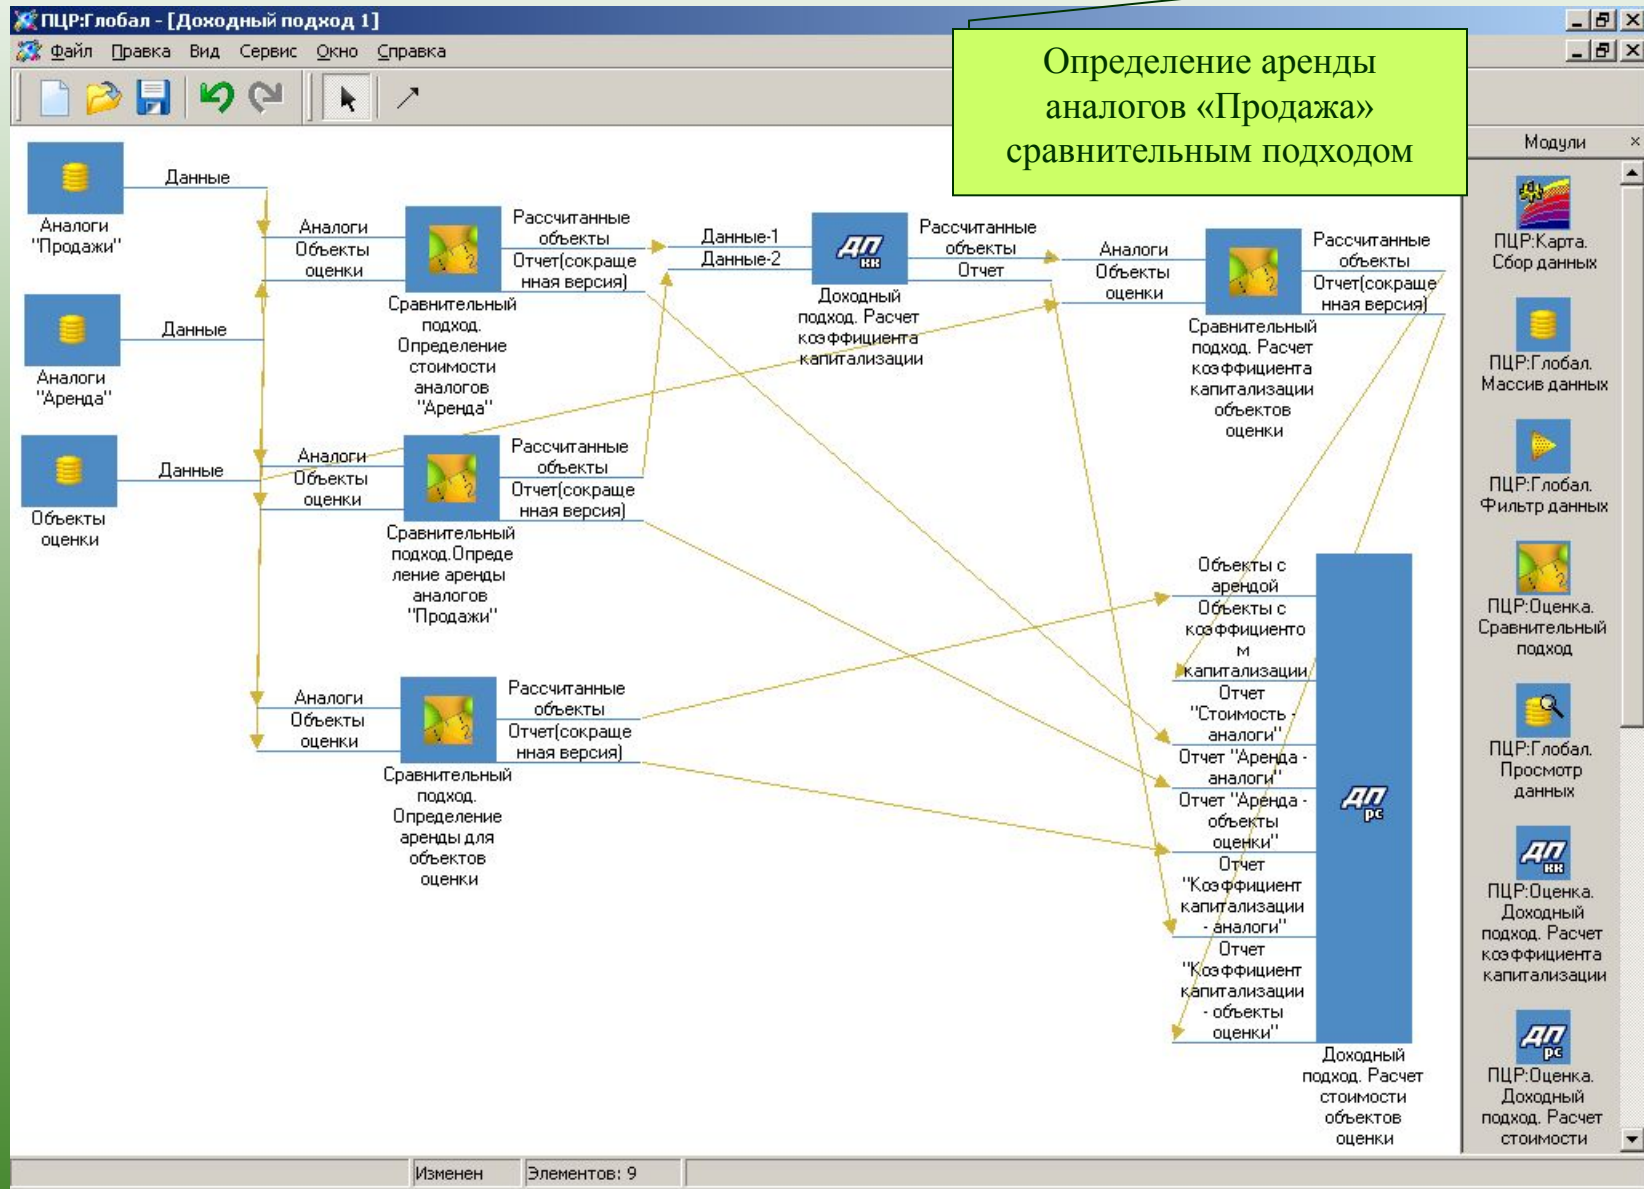 ПЦР:Глобал - [Доходный подход 1]
Файл Правка Вид Сервис Окно Справка
Определение аренды
аналогов «Продажа»
сравнительным подходом
Аналоги
"Продажи"
Данные
Аналоги
"Аренда"
Данные
Объекты
оценки
Данные
Аналоги
Объекты
оценки
Рассчитанные
объекты
Отчет(сокраще
нная версия)
Сравнительный
подход.
Определение
стоимости
аналогов
"Аренда"
Данные-1
Данные-2
Рассчитанные
объекты
Отчет
Доходный
подход. Расчет
коэффициента
капитализации
Аналоги
Объекты
оценки
Рассчитанные
объекты
Отчет(сокраще
нная версия)
Сравнительный
подход. Расчет
коэффициента
капитализации
объектов
оценки
Аналоги
Объекты
оценки
Рассчитанные
объекты
Отчет(сокраще
нная версия)
Сравнительный
подход.Опреде
ление аренды
аналогов
"Продажи"
Аналоги
Объекты
оценки
Рассчитанные
объекты
Отчет(сокраще
нная версия)
Сравнительный
подход.
Определение
аренды для
объектов
оценки
Объекты с
арендой
Объекты с
коэффициенто
м
капитализации
Отчет
"Стоимость -
аналоги"
Отчет "Аренда -
аналоги"
Отчет "Аренда -
объекты
оценки"
Отчет
"Коэффициент
капитализации
- аналоги"
Отчет
"Коэффициент
капитализации
- объекты
оценки"
ДП
рс
Доходный
подход. Расчет
стоимости
объектов
оценки
ДП
кк
Модули
ПЦР:Карта.
Сбор данных
ПЦР:Глобал.
Массив данных
ПЦР:Глобал.
Фильтр данных
ПЦР:Оценка.
Сравнительный
подход
ПЦР:Глобал.
Просмотр
данных
ДП
кк
ПЦР:Оценка.
Доходный
подход. Расчет
коэффициента
капитализации
ДП
рс
ПЦР:Оценка.
Доходный
подход. Расчет
стоимости
Изменен
Элементов: 9